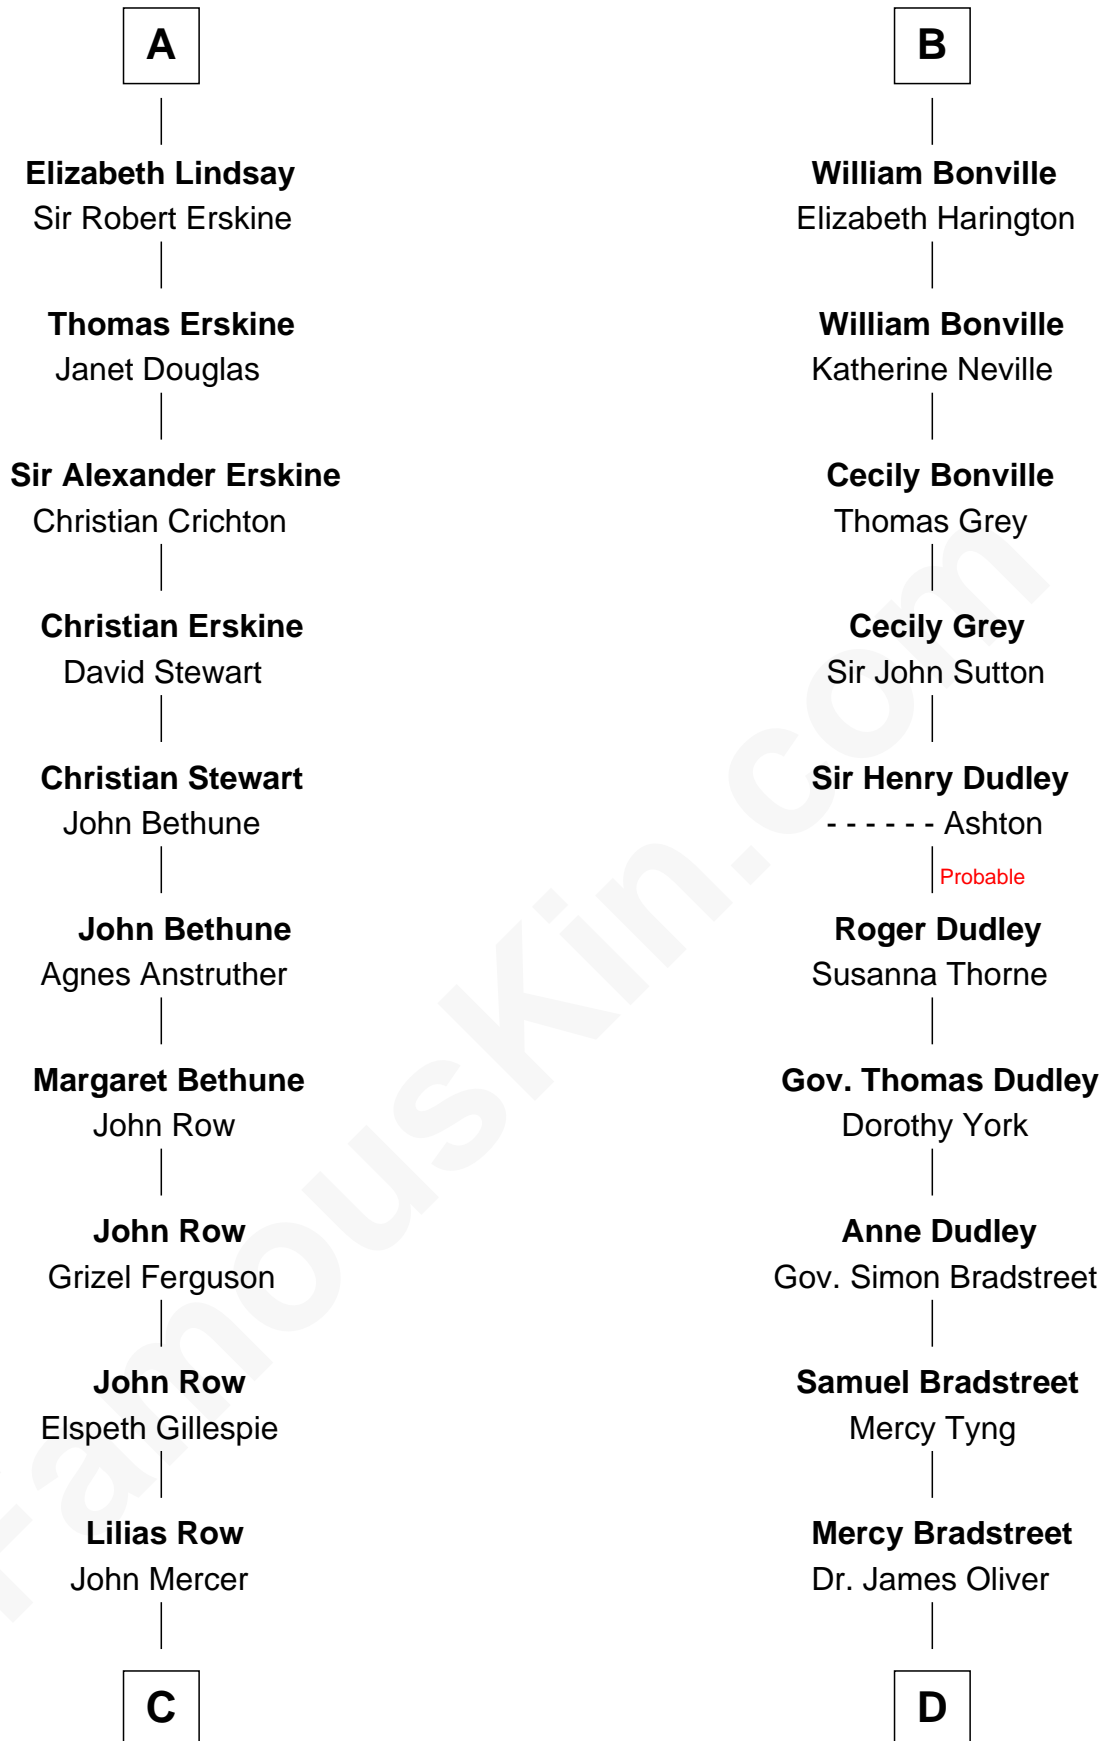 A
Elizabeth Lindsay
Sir Robert Erskine
Thomas Erskine
Janet Douglas
Sir Alexander Erskine
Christian Crichton
Christian Erskine
David Stewart
Christian Stewart
John Bethune
John Bethune
Agnes Anstruther
Margaret Bethune
John Row
John Row
Grizel Ferguson
John Row
Elspeth Gillespie
Lilias Row
John Mercer
C
B
William Bonville
Elizabeth Harington
William Bonville
Katherine Neville
Cecily Bonville
Thomas Grey
Cecily Grey
Sir John Sutton
Sir Henry Dudley
- - - - - - Ashton
Probable
Roger Dudley
Susanna Thorne
Gov. Thomas Dudley
Dorothy York
Anne Dudley
Gov. Simon Bradstreet
Samuel Bradstreet
Mercy Tyng
Mercy Bradstreet
Dr. James Oliver
D
FamousKin.com